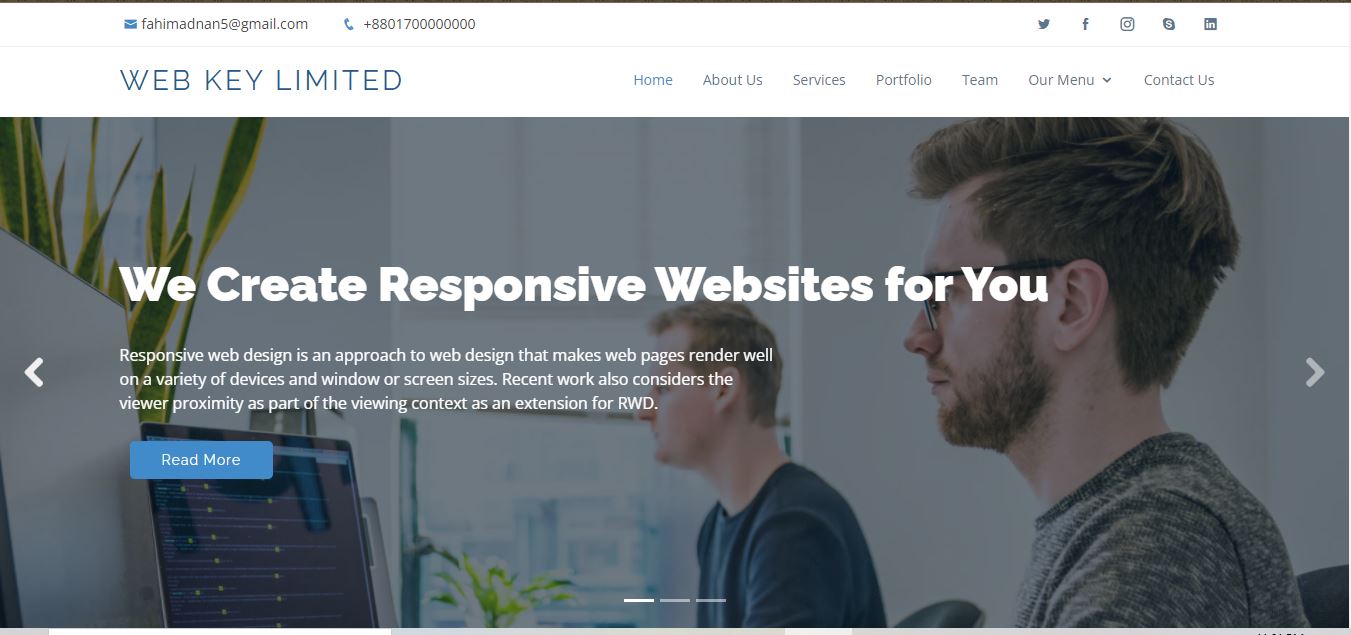 fahimadnan5@gmail.com +8801700000000
WEB KEY LIMITED
Home About Us Services Portfolio Team Our Menu Contact Us
We Create Responsive Websites for You
Responsive web design is an approach to web design that makes web pages render well
on a variety of devices and window or screen sizes. Recent work also considers the
viewer proximity as part of the viewing context as an extension for RWD.
Read More